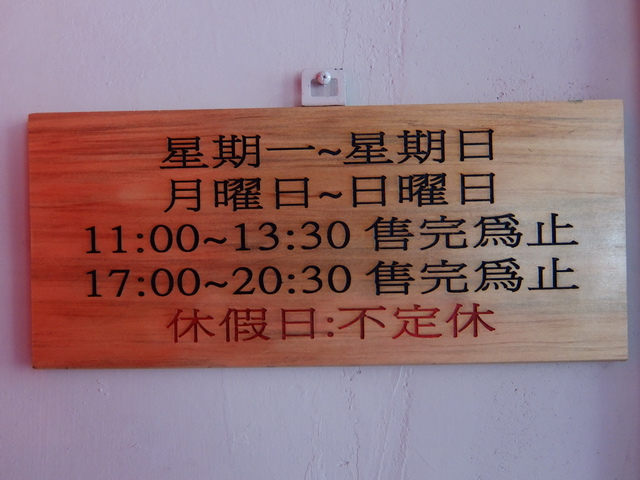 星期一~星期日
月曜日~日曜日
11:00~13:30 售完爲止
17:00~20:30 售完爲止
休假日:不定休